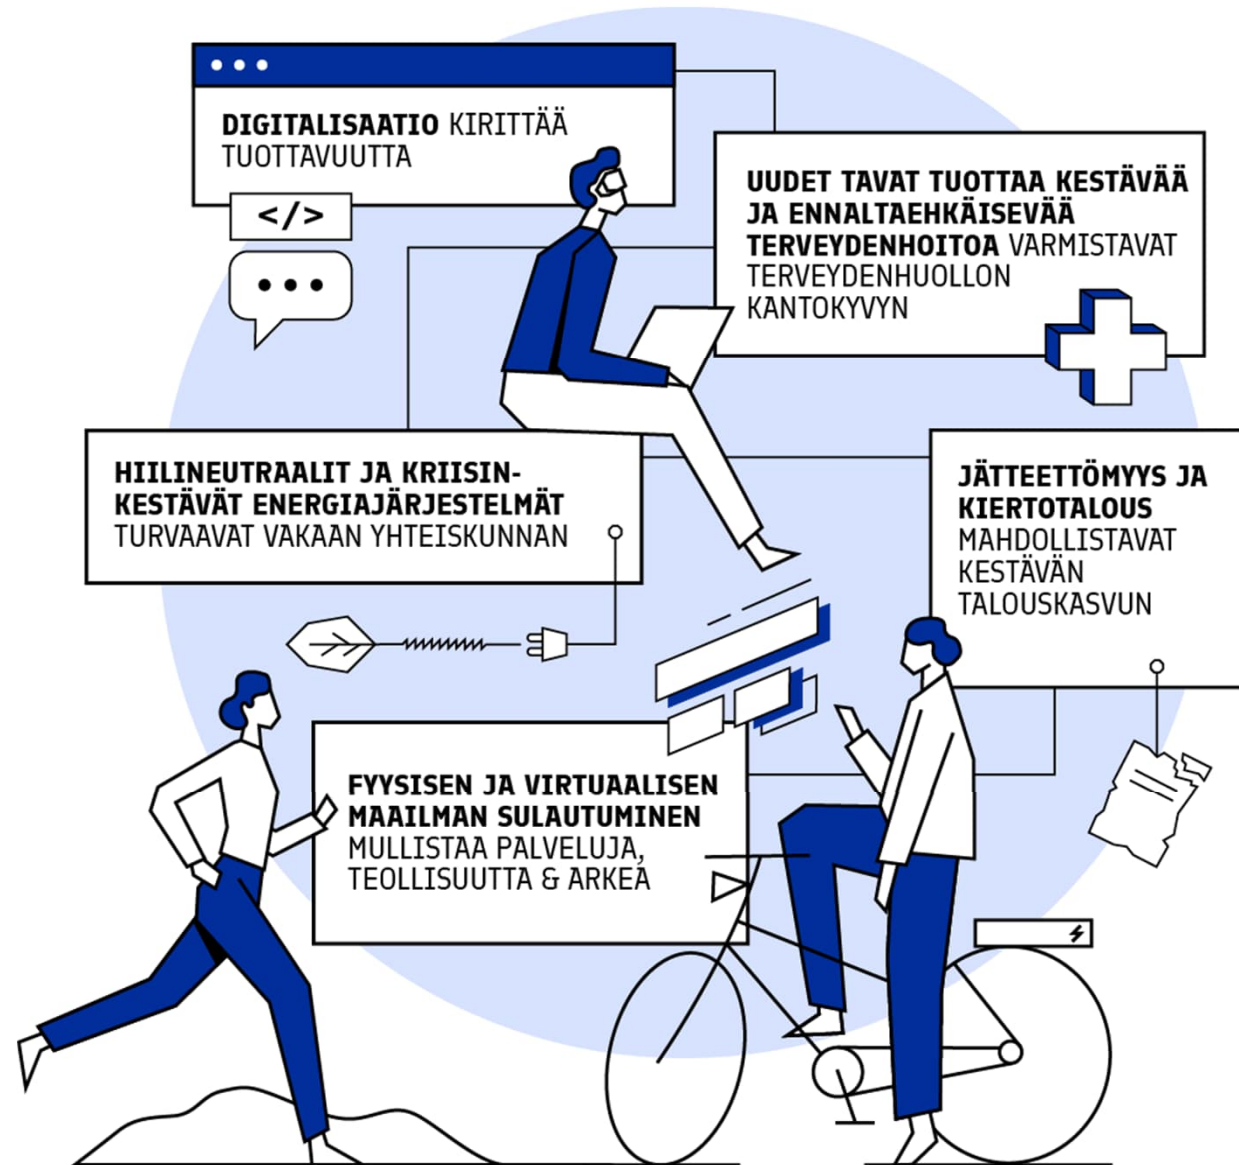 DIGITALISAATIO KIRITTÄÄ
TUOTTAVUUTTA
</>
UUDET TAVAT TUOTTAA KESTÄVÄÄ
JA ENNALTAEHKÄISEVÄÄ
TERVEYDENHOITOA VARMISTAVAT
TERVEYDENHUOLLON
KANTOKYVYN
HIILINEUTRAALIT JA KRIISIN-
KESTÄVÄT ENERGIAJÄRJESTELMÄT
TURVAAVAT VAKAAN YHTEISKUNNAN
JÄTTEETTÖMYYS JA
KIERTOTALOUS
MAHDOLLISTAVAT
KESTÄVÄN
TALOUSKASVUN
FYYSISEN JA VIRTUAALISEN
MAAILMAN SULAUTUMINEN
MULLISTAA PALVELUJA,
TEOLLISUUTTA & ARKEA